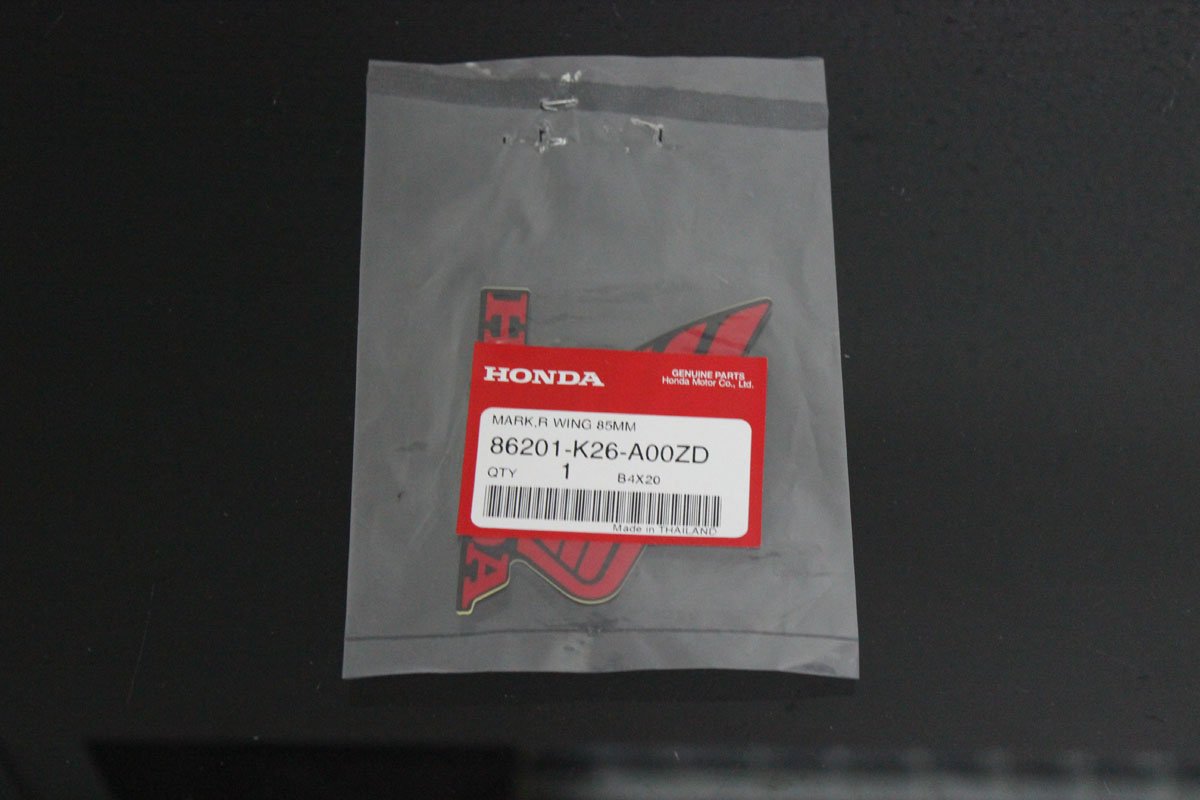 HONDA
GENUINE PARTS
Honda Motor Co., Ltd.
MARK,R WING 85MM
86201-K26-A00ZD
QTY 1 B4X20
Made in THAILAND